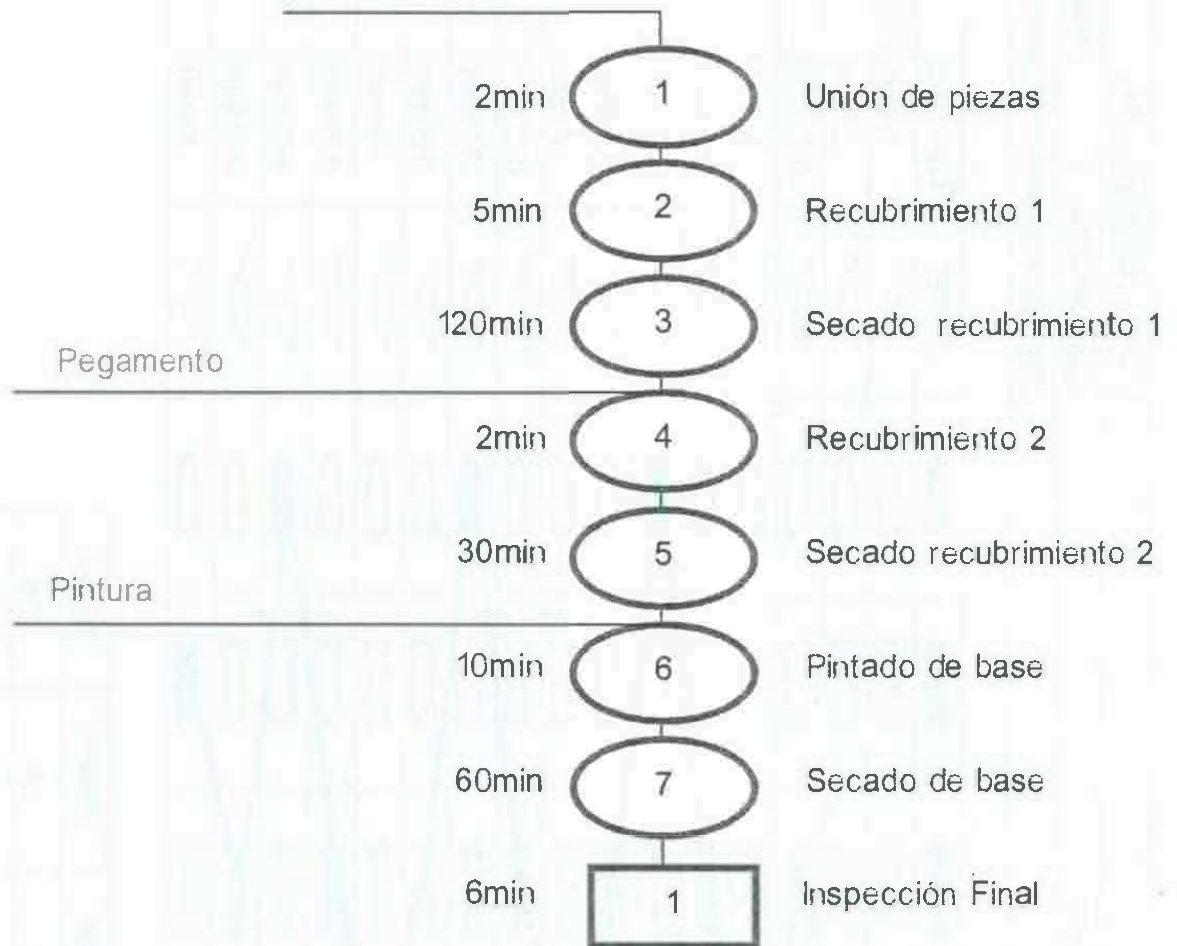 2min 1 Unión de piezas
5min 2 Recubrimiento 1
120min 3 Secado recubrimiento 1
Pegamento
2min 4 Recubrimiento 2
30min 5 Secado recubrimiento 2
Pintura
10min 6 Pintado de base
60min 7 Secado de base
6min 1 Inspección Final